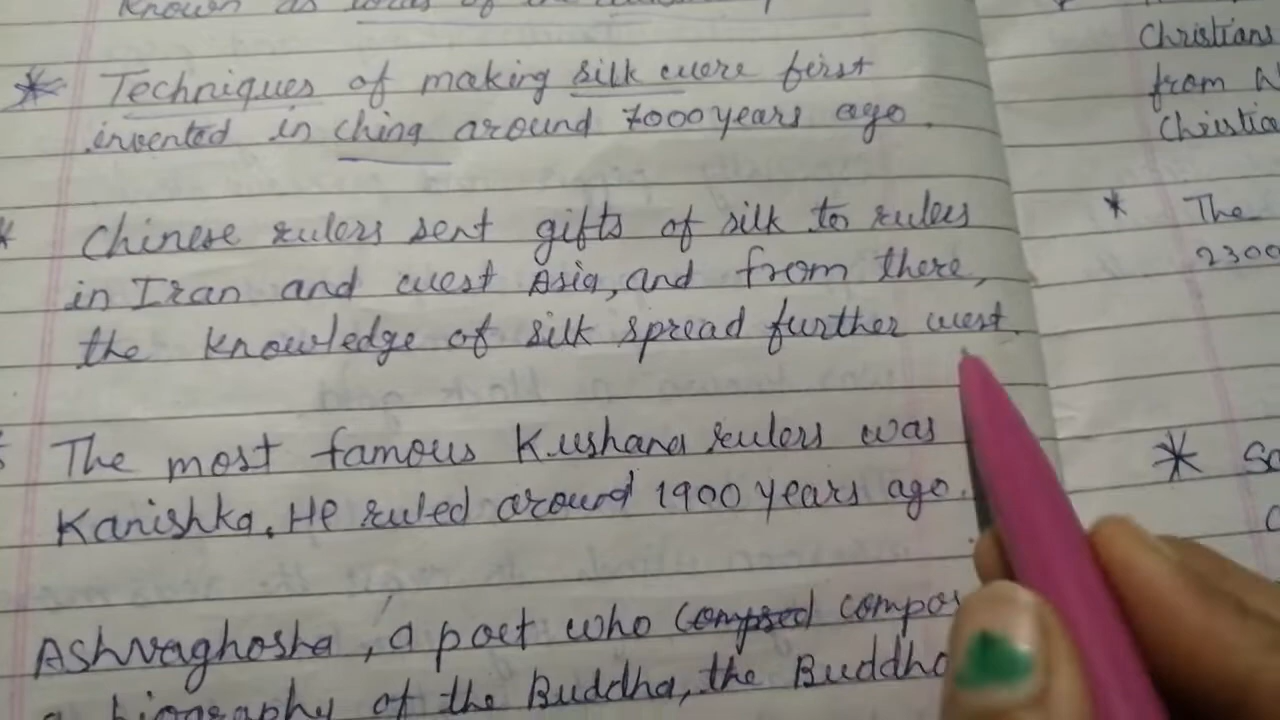 known as
* Techniques of making silk were first
invented in china around 7000 years ago.
* Chinese rulers sent gifts of silk to rulers
in Iran and west Asia, and from there,
the knowledge of silk spread further west.
The most famous Kushana rulers was
Kanishka. He ruled around 1900 years ago.
Ashvaghosha, a poet who compsed compos
a biography of the Buddha, the Buddha
Christians
from
* The
2300
*